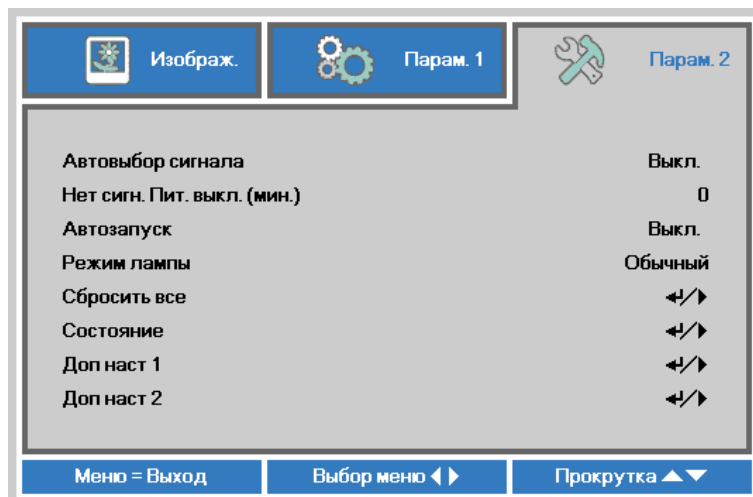 Изображ. Парам. 1 Парам. 2
Автовыбор сигнала Выкл.
Нет сигн. Пит. выкл. (мин.) 0
Автозапуск Выкл.
Режим лампы Обычный
Сбросить все ↵/▶
Состояние ↵/▶
Доп наст 1 ↵/▶
Доп наст 2 ↵/▶
Меню = Выход Выбор меню ◀▶ Прокрутка ▲▼